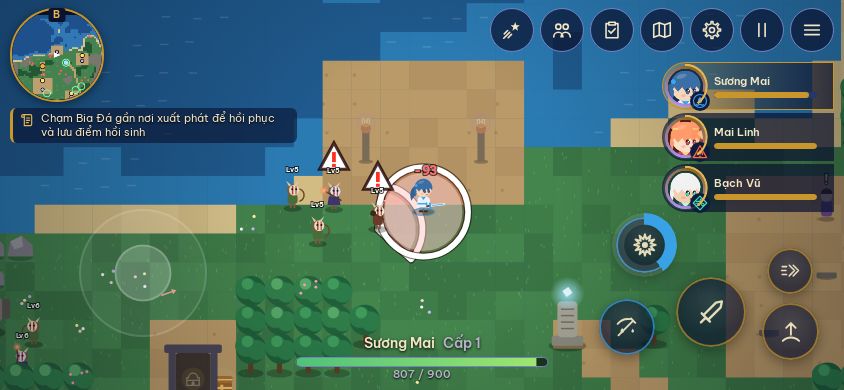 B
Chạm Bia Đá gần nơi xuất phát để hồi phục
và lưu điểm hồi sinh
Sương Mai
Mai Linh
Bạch Vũ
-93
Lv5
Lv5
Lv5
Lv5
Lv6
Lv6
Sương Mai Cấp 1
807 / 900